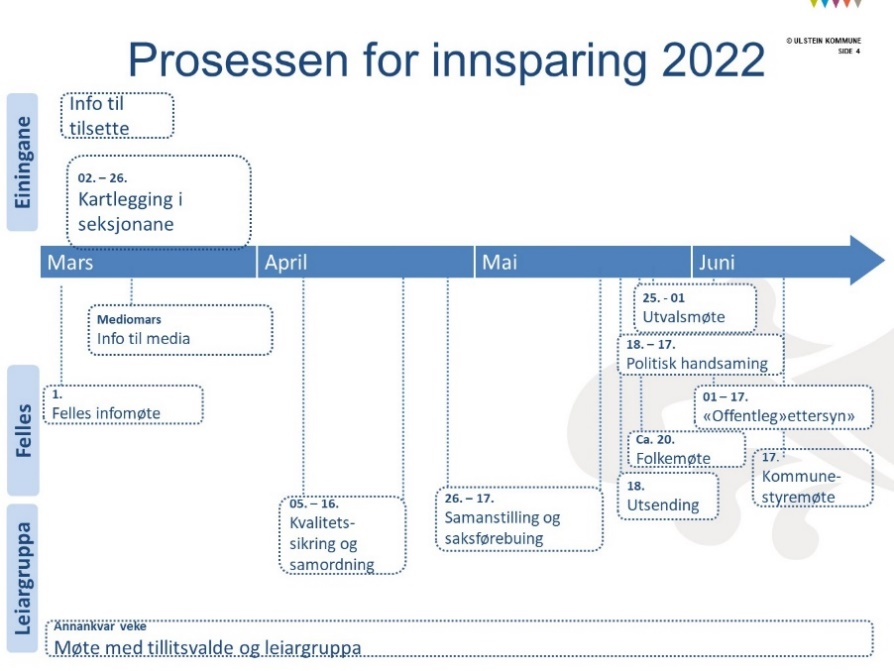 © ULSTEIN KOMMUNE
SIDE 4
Prosessen for innsparing 2022
Einingane
Info til
tilsette
02. – 26.
Kartlegging i
seksjonane
Mars
April
Mai
Juni
Felles
Mediomars
Info til media
1.
Felles infomøte
25. - 01
Utvalsmøte
18. – 17.
Politisk handsaming
01 – 17.
«Offentleg»ettersyn»
Ca. 20.
Folkemøte
17.
Kommune-
styremøte
18.
Utsending
Leiargruppa
05. – 16.
Kvalitets-
sikring og
samordning
26. – 17.
Samanstilling og
saksførebuing
Annankvar veke
Møte med tillitsvalde og leiargruppa